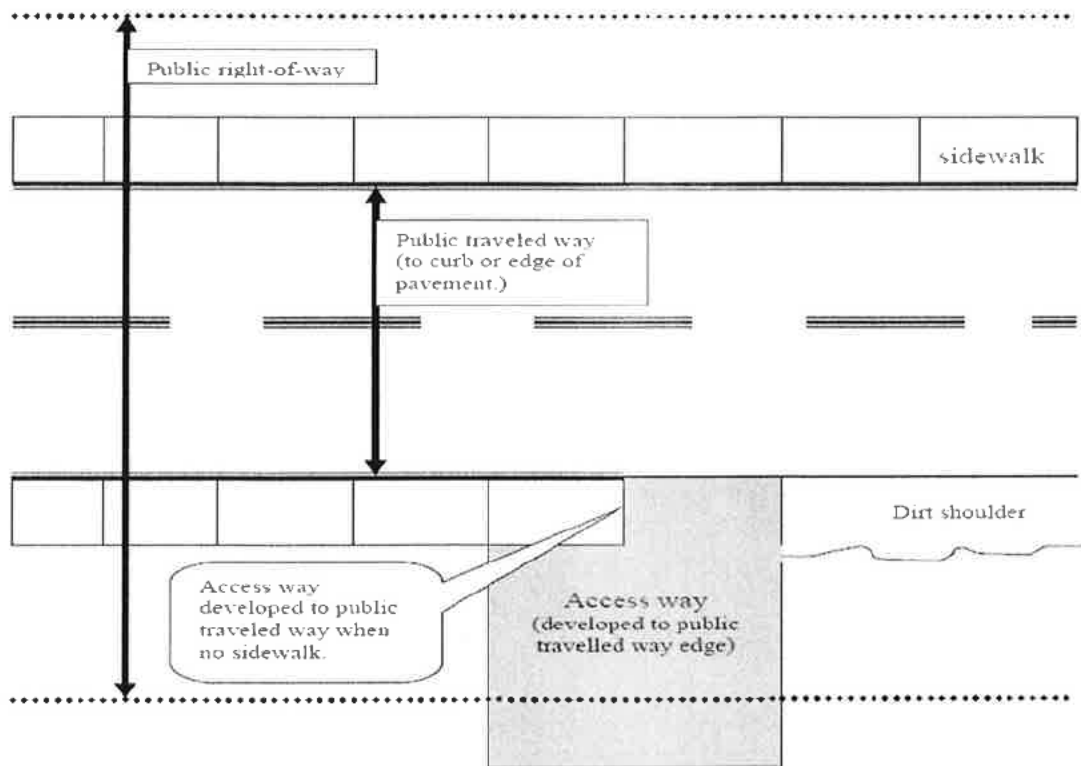 Public right-of-way
sidewalk
Public traveled way
(to curb or edge of
pavement.)
Dirt shoulder
Access way
developed to public
traveled way when
no sidewalk.
Access way
(developed to public
travelled way edge)